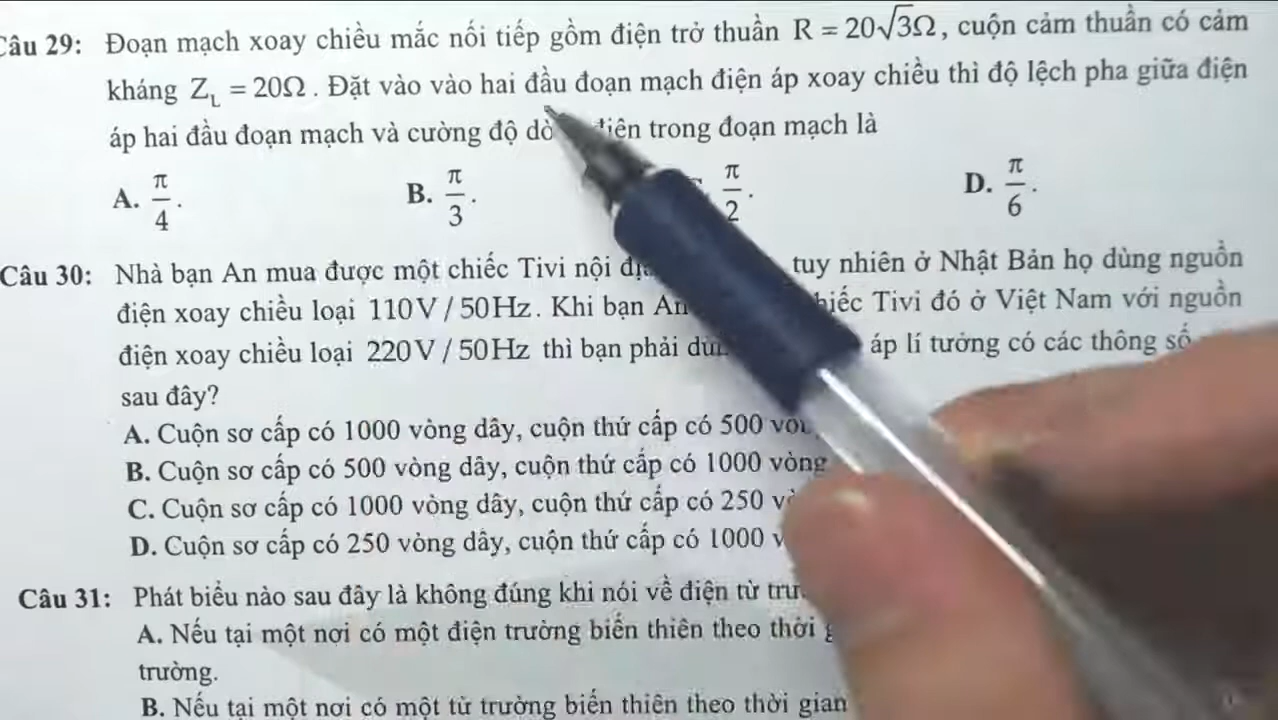 Câu 29: Đoạn mạch xoay chiều mắc nối tiếp gồm điện trở thuần R = 20√3Ω, cuộn cảm thuần có cảm
kháng Z_L = 20Ω. Đặt vào vào hai đầu đoạn mạch điện áp xoay chiều thì độ lệch pha giữa điện
áp hai đầu đoạn mạch và cường độ điện trong đoạn mạch là
A. π/4. B. π/3. π/2. D. π/6.
Câu 30: Nhà bạn An mua được một chiếc Tivi nội tuy nhiên ở Nhật Bản họ dùng nguồn
điện xoay chiều loại 110V/50Hz. Khi bạn An chiếc Tivi đó ở Việt Nam với nguồn
điện xoay chiều loại 220V/50Hz thì bạn phải áp lí tưởng có các thông số
sau đây?
A. Cuộn sơ cấp có 1000 vòng dây, cuộn thứ cấp có 500
B. Cuộn sơ cấp có 500 vòng dây, cuộn thứ cấp có 1000 vòng
C. Cuộn sơ cấp có 1000 vòng dây, cuộn thứ cấp có 250
D. Cuộn sơ cấp có 250 vòng dây, cuộn thứ cấp có 1000
Câu 31: Phát biểu nào sau đây là không đúng khi nói về điện từ
A. Nếu tại một nơi có một điện trường biến thiên theo thời
trường.
B. Nếu tại một nơi có một từ trường biến thiên theo thời gian